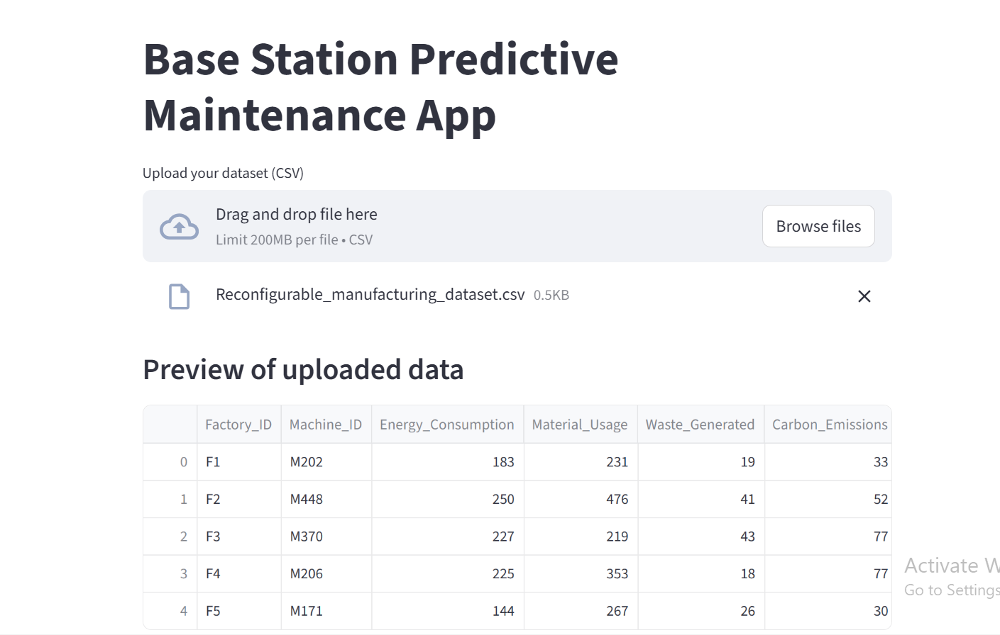 Base Station Predictive
Maintenance App
Upload your dataset (CSV)
Drag and drop file here
Limit 200MB per file • CSV
Browse files
Reconfigurable_manufacturing_dataset.csv 0.5KB
Preview of uploaded data
Factory_ID Machine_ID Energy_Consumption Material_Usage Waste_Generated Carbon_Emissions
0 F1 M202 183 231 19 33
1 F2 M448 250 476 41 52
2 F3 M370 227 219 43 77
3 F4 M206 225 353 18 77
4 F5 M171 144 267 26 30
Activate W
Go to Settings